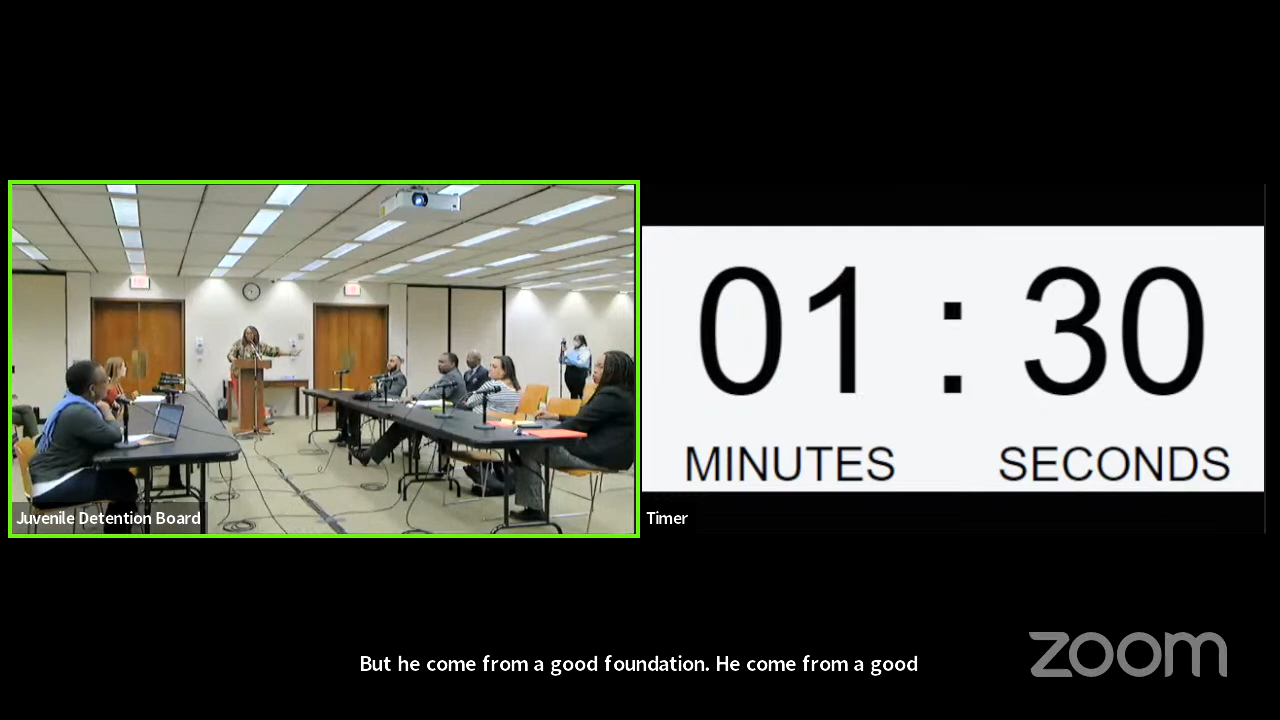 01 : 30
MINUTES SECONDS
Juvenile Detention Board
Timer
But he come from a good foundation. He come from a good
zoom